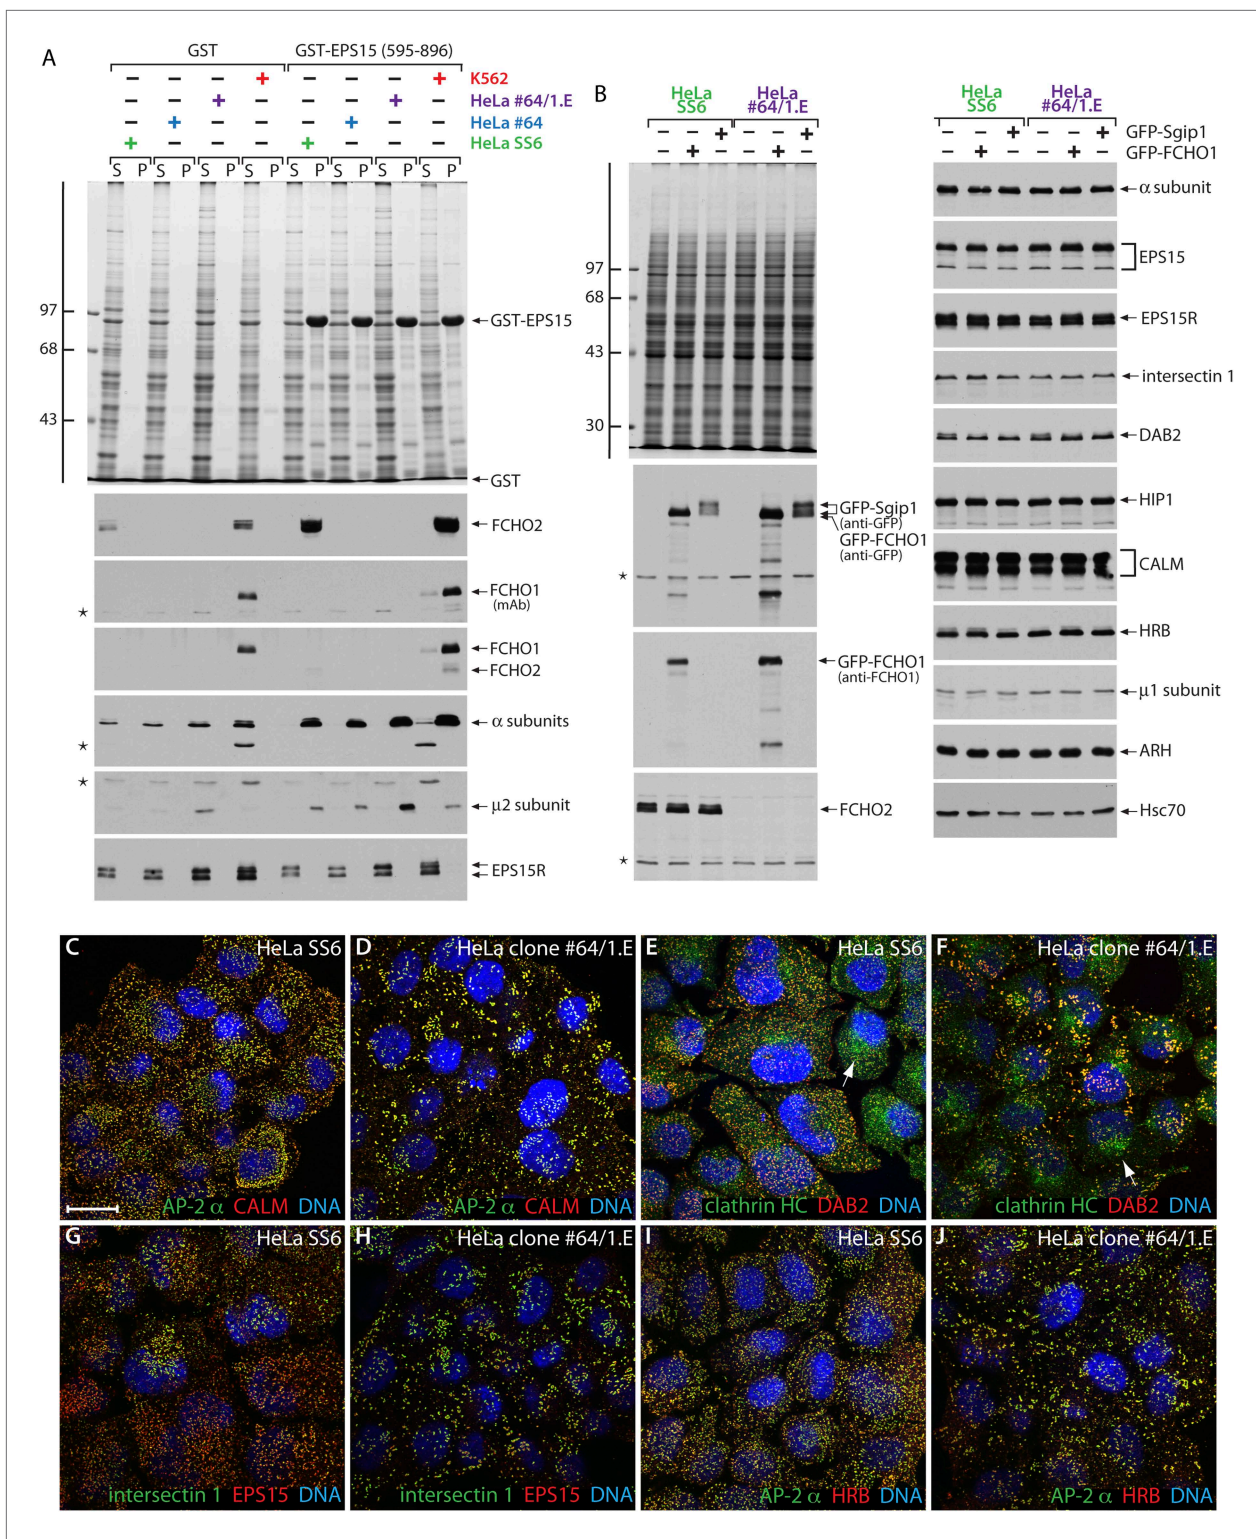 A
GST
GST-EPS15 (595-896)
– – – + – – – + K562
– – + – – – + – HeLa #64/1.E
– + – – – + – – HeLa #64
+ – – – + – – – HeLa SS6
S P S P S P S P S P S P S P S P
97
68
43
GST-EPS15
GST
FCHO2
FCHO1
(mAb)
*
FCHO1
FCHO2
α subunits
*
*
μ2 subunit
EPS15R
B
HeLa SS6
HeLa #64/1.E
– – + – – +
– + – – + –
97
68
43
30
GFP-Sgip1
(anti-GFP)
GFP-FCHO1
(anti-GFP)
*
GFP-FCHO1
(anti-FCHO1)
FCHO2
*
HeLa SS6
HeLa #64/1.E
– – + – – + GFP-Sgip1
– + – – + – GFP-FCHO1
α subunit
EPS15
EPS15R
intersectin 1
DAB2
HIP1
CALM
HRB
μ1 subunit
ARH
Hsc70
C HeLa SS6
AP-2 α CALM DNA
D HeLa clone #64/1.E
AP-2 α CALM DNA
E HeLa SS6
clathrin HC DAB2 DNA
F HeLa clone #64/1.E
clathrin HC DAB2 DNA
G HeLa SS6
intersectin 1 EPS15 DNA
H HeLa clone #64/1.E
intersectin 1 EPS15 DNA
I HeLa SS6
AP-2 α HRB DNA
J HeLa clone #64/1.E
AP-2 α HRB DNA